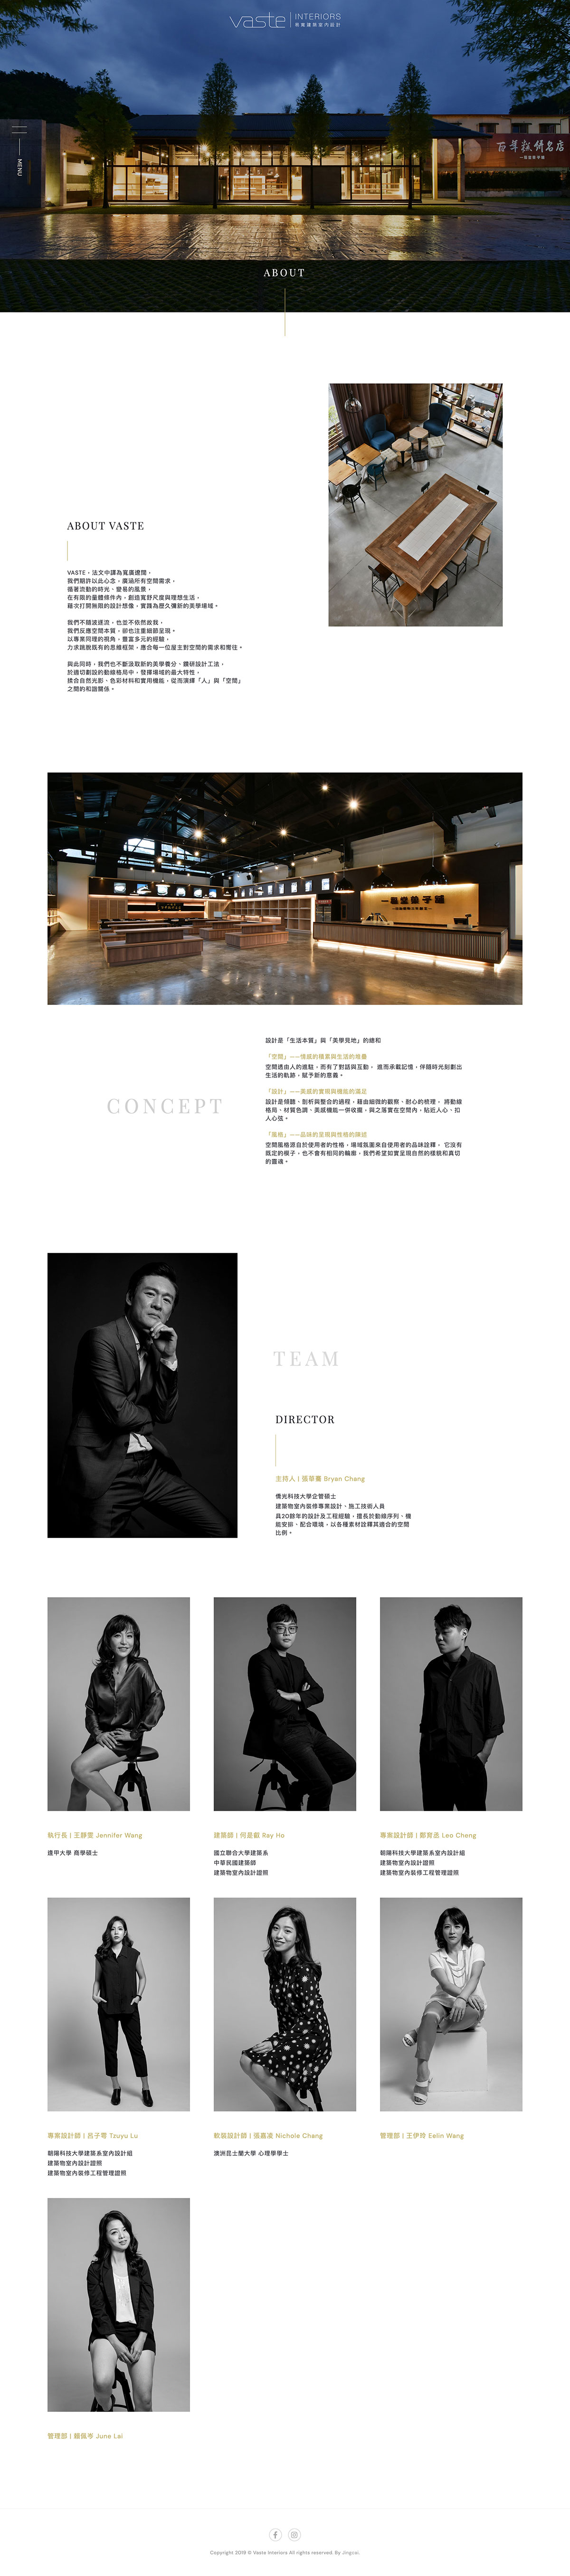 vaste INTERIORS
百年糕餅名店
MENU
ABOUT
ABOUT VASTE
VASTE，法文中譯為寬廣遼闊，
我們期許以此心念，廣涵所有空間需求，
循著流動的時光。變易的風景，
在有限的量體條件內，創造寬舒尺度與理想生活，
藉次打開無限的設計想像，實踐為歷久彌新的美學場域。
我們不隨波逐流，也並不依然故我，
我們反應空間本質、卻也注重細節呈現。
以專業同理的視角，豐富多元的經驗，
力求跳脫既有的思維框架，應合每一位屋主對空間的需求和嚮往。
與此同時，我們也不斷汲取新的美學養分、鑽研設計工法，
於適切劃設的動線格局中，發揮場域的最大特性，
揉合自然光影、色彩材料和實用機能，從而演繹「人」與「空間」
之間的和諧關係。
一福堂菓子鋪
CONCEPT
設計是「生活本質」與「美學見地」的總和
「空間」——情感的積累與生活的堆疊
空間透由人的進駐，而有了對話與互動， 進而承載記憶，伴隨時光刻劃出
生活的軌跡，賦予新的意義。
「設計」——美感的實現與機能的滿足
設計是傾聽、剖析與整合的過程，藉由細微的觀察、耐心的梳理， 將動線
格局、材質色調、美感機能一併收攏，與之落實在空間內，貼近人心、扣
人心弦。
「風格」——品味的呈現與性格的陳述
空間風格源自於使用者的性格，場域氛圍來自使用者的品味詮釋， 它沒有
既定的模子，也不會有相同的輪廓，我們希望如實呈現自然的樣貌和真切
的靈魂。
TEAM
DIRECTOR
Bryan Chang
僑光科技大學企管碩士
建築物室內裝修專業設計、施工技術人員
具20餘年的設計及工程經驗，擅長於動線序列、機
能安排、配合環境，以各種素材詮釋其適合的空間
比例。
執行長 | 王靜雯 Jennifer Wang
逢甲大學 商學碩士
建築師 | 何是叡 Ray Ho
國立聯合大學建築系
中華民國建築師
建築物室內設計證照
專案設計師 | 鄭育丞 Leo Cheng
朝陽科技大學建築系室內設計組
建築物室內設計證照
建築物室內裝修工程管理證照
專案設計師 | 呂子雩 Tzuyu Lu
朝陽科技大學建築系室內設計組
建築物室內設計證照
建築物室內裝修工程管理證照
軟裝設計師 | 張嘉凌 Nichole Chang
澳洲昆士蘭大學 心理學學士
管理部 | 王伊玲 Eelin Wang
管理部 | 賴佩岑 June Lai
Copyright 2019 © Vaste Interiors All rights reserved. By Jingcai.